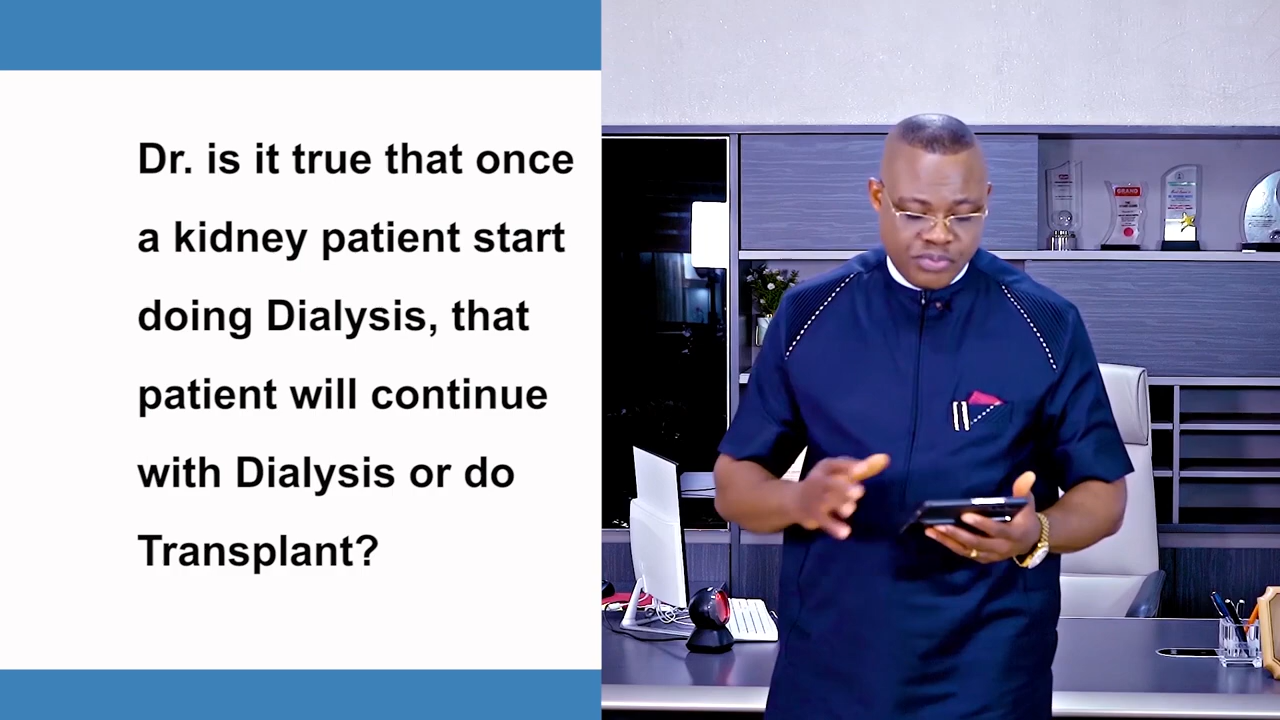 Dr. is it true that once
a kidney patient start
doing Dialysis, that
patient will continue
with Dialysis or do
Transplant?